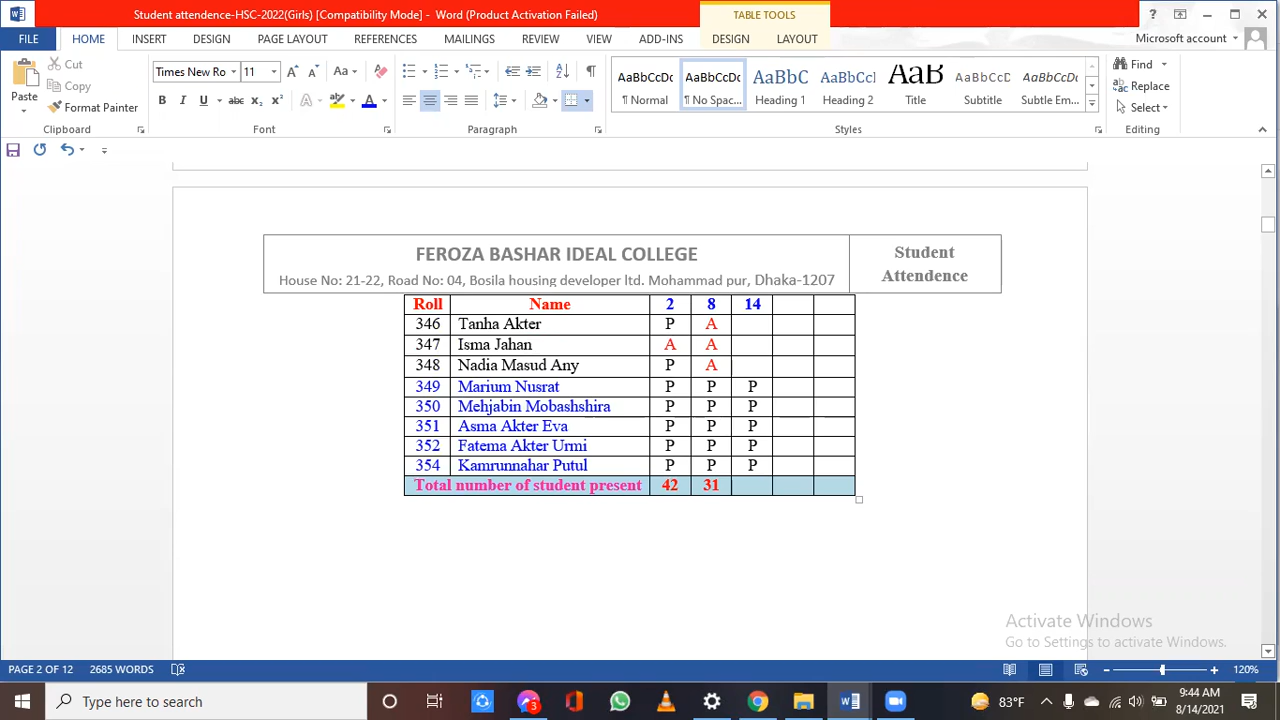 Student attendence-HSC-2022(Girls) [Compatibility Mode] - Word (Product Activation Failed)
TABLE TOOLS
FILE HOME INSERT DESIGN PAGE LAYOUT REFERENCES MAILINGS REVIEW VIEW ADD-INS DESIGN LAYOUT Microsoft account
Paste
Cut
Copy
Format Painter
Times New Ro 11
AaBbCcDc AaBbCcDc AaBbC AaBbCc AaB AaBbCcD AaBbCcDc
¶ Normal ¶ No Spac... Heading 1 Heading 2 Title Subtitle Subtle Em...
Find
Replace
Select
Clipboard Font Paragraph Styles Editing
FEROZA BASHAR IDEAL COLLEGE
House No: 21-22, Road No: 04, Bosila housing developer ltd. Mohammad pur, Dhaka-1207
Student
Attendence
Roll Name 2 8 14
346 Tanha Akter P A
347 Isma Jahan A A
348 Nadia Masud Any P A
349 Marium Nusrat P P P
350 Mehjabin Mobashshira P P P
351 Asma Akter Eva P P P
352 Fatema Akter Urmi P P P
354 Kamrunnahar Putul P P P
Total number of student present 42 31
Activate Windows
Go to Settings to activate Windows.
PAGE 2 OF 12 2685 WORDS 120%
Type here to search
3
83°F
9:44 AM
8/14/2021